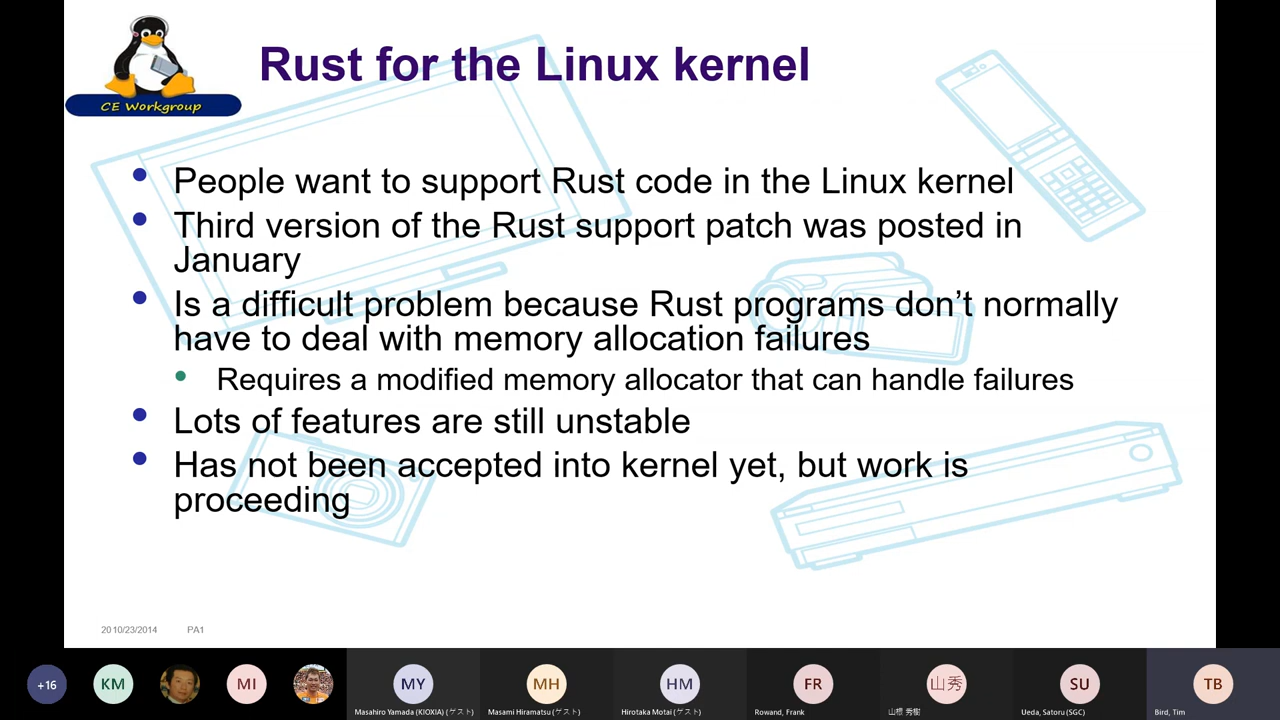 CE Workgroup
Rust for the Linux kernel
People want to support Rust code in the Linux kernel
Third version of the Rust support patch was posted in
January
Is a difficult problem because Rust programs don’t normally
have to deal with memory allocation failures
Requires a modified memory allocator that can handle failures
Lots of features are still unstable
Has not been accepted into kernel yet, but work is
proceeding
2010/23/2014 PA1
+16
KM
MI
MY
MH
HM
FR
山秀
SU
TB
Masahiro Yamada (KIOXIA) (ゲスト)
Masami Hiramatsu (ゲスト)
Hirotaka Motai (ゲスト)
Rowand, Frank
山根 秀樹
Ueda, Satoru (SGC)
Bird, Tim